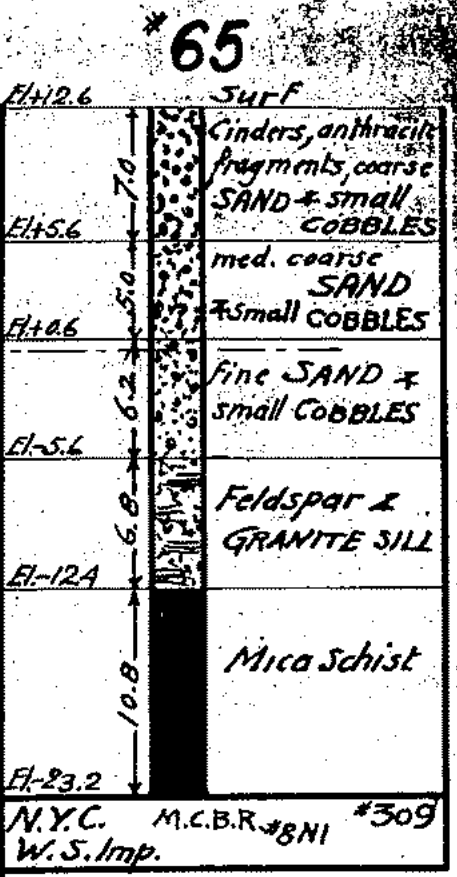 #65
El+12.6 Surf
7.0
Cinders, anthracite
fragments, coarse
SAND & small
COBBLES
El+5.6
5.0
med. coarse
SAND
& small COBBLES
El+0.6
6.2
fine SAND &
small COBBLES
El-5.6
6.8
Feldspar &
GRANITE SILL
El-12.4
10.8
Mica Schist
El-23.2
N.Y.C. M.C.B.R. #8N1 #309
W.S.Imp.